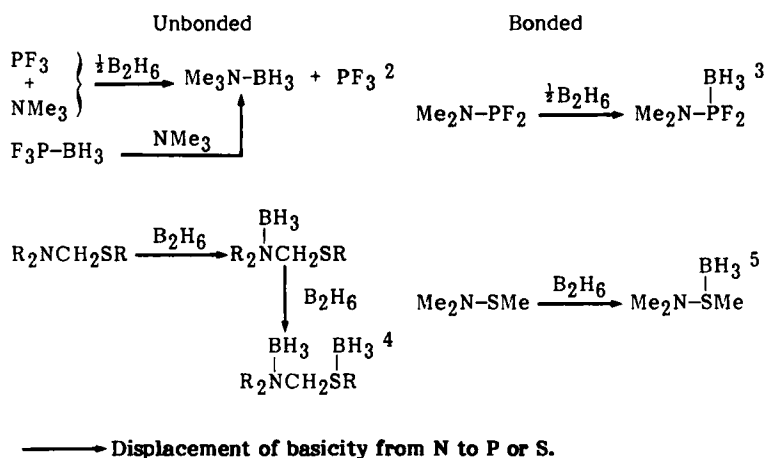 Unbonded Bonded
PF3
+
NMe3
½B2H6
Me3N–BH3 + PF3 2
F3P–BH3
NMe3
Me2N–PF2
½B2H6
BH3 3
Me2N–PF2
R2NCH2SR
B2H6
BH3
R2NCH2SR
B2H6
BH3 BH3 4
R2NCH2SR
Me2N–SMe
B2H6
BH3 5
Me2N–SMe
Displacement of basicity from N to P or S.